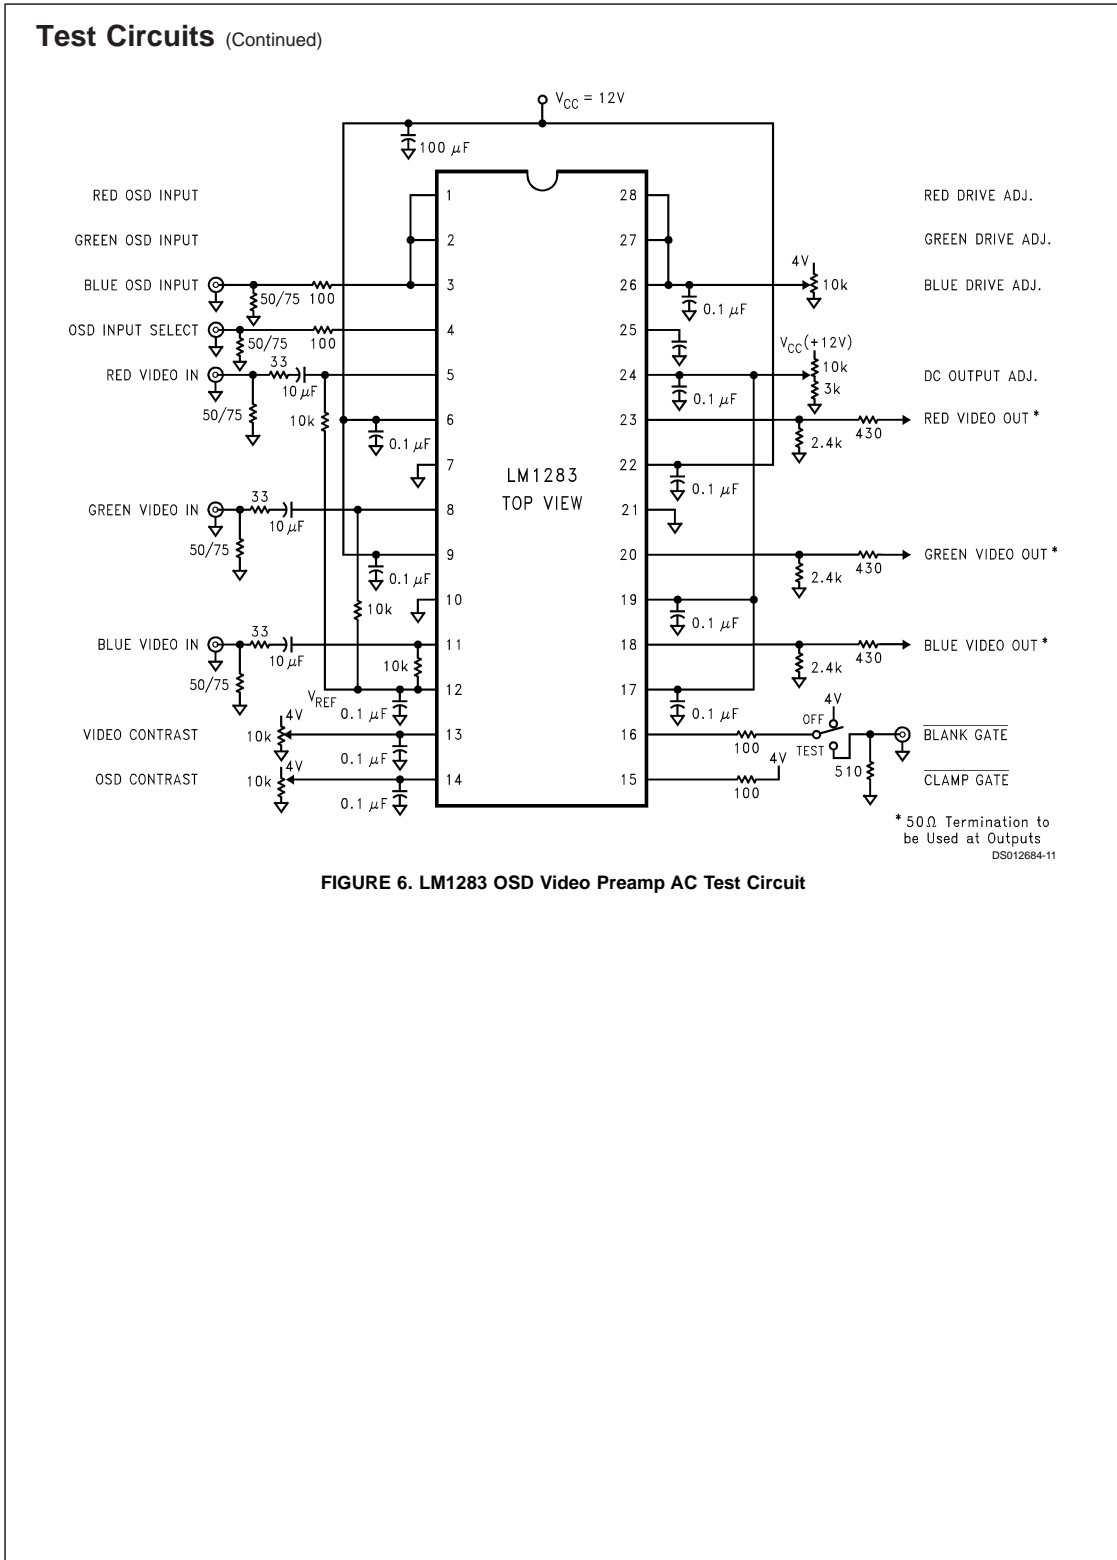 Test Circuits (Continued)
V_CC = 12V
100 μF
RED OSD INPUT
1
28
RED DRIVE ADJ.
GREEN OSD INPUT
2
27
GREEN DRIVE ADJ.
4V
BLUE OSD INPUT
50/75
100
3
26
0.1 μF
10k
BLUE DRIVE ADJ.
OSD INPUT SELECT
50/75
100
4
25
V_CC(+12V)
RED VIDEO IN
33
10 μF
50/75
10k
5
24
0.1 μF
10k
3k
DC OUTPUT ADJ.
0.1 μF
6
23
2.4k
430
RED VIDEO OUT *
7
22
0.1 μF
LM1283
TOP VIEW
GREEN VIDEO IN
33
10 μF
50/75
8
21
0.1 μF
9
20
2.4k
430
GREEN VIDEO OUT *
10k
10
19
0.1 μF
BLUE VIDEO IN
33
10 μF
50/75
10k
11
18
2.4k
430
BLUE VIDEO OUT *
V_REF
0.1 μF
12
17
0.1 μF
VIDEO CONTRAST
4V
10k
0.1 μF
13
16
100
4V
OFF
TEST
510
BLANK GATE
OSD CONTRAST
4V
10k
0.1 μF
14
15
100
4V
CLAMP GATE
* 50Ω Termination to
be Used at Outputs
DS012684-11
FIGURE 6. LM1283 OSD Video Preamp AC Test Circuit